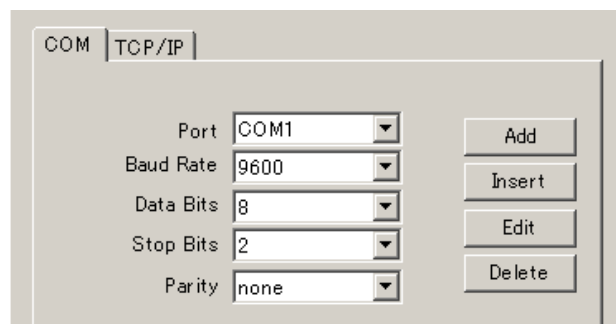 COM TCP/IP
Port COM1 Add
Baud Rate 9600 Insert
Data Bits 8 Edit
Stop Bits 2 Delete
Parity none